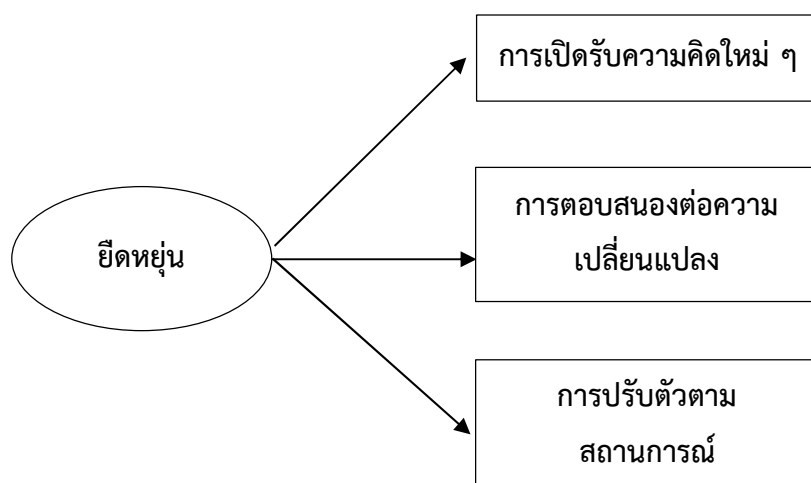 การเปิดรับความคิดใหม่ ๆ
การตอบสนองต่อความ
เปลี่ยนแปลง
ยืดหยุ่น
การปรับตัวตาม
สถานการณ์